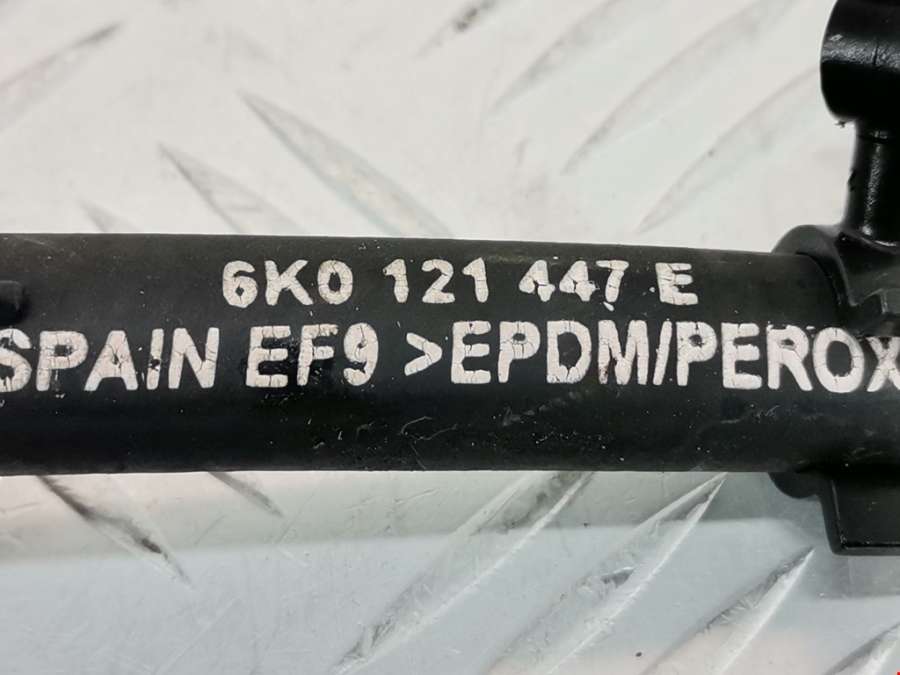 6K0 121 447 E
SPAIN EF9 >EPDM/PEROX